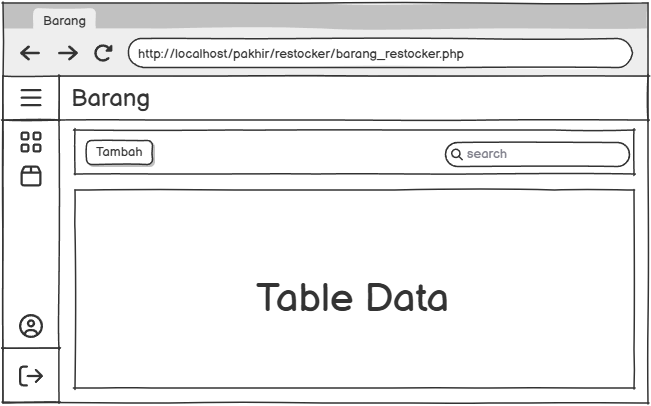 Barang
http://localhost/pakhir/restocker/barang_restocker.php
Barang
Tambah
search
Table Data